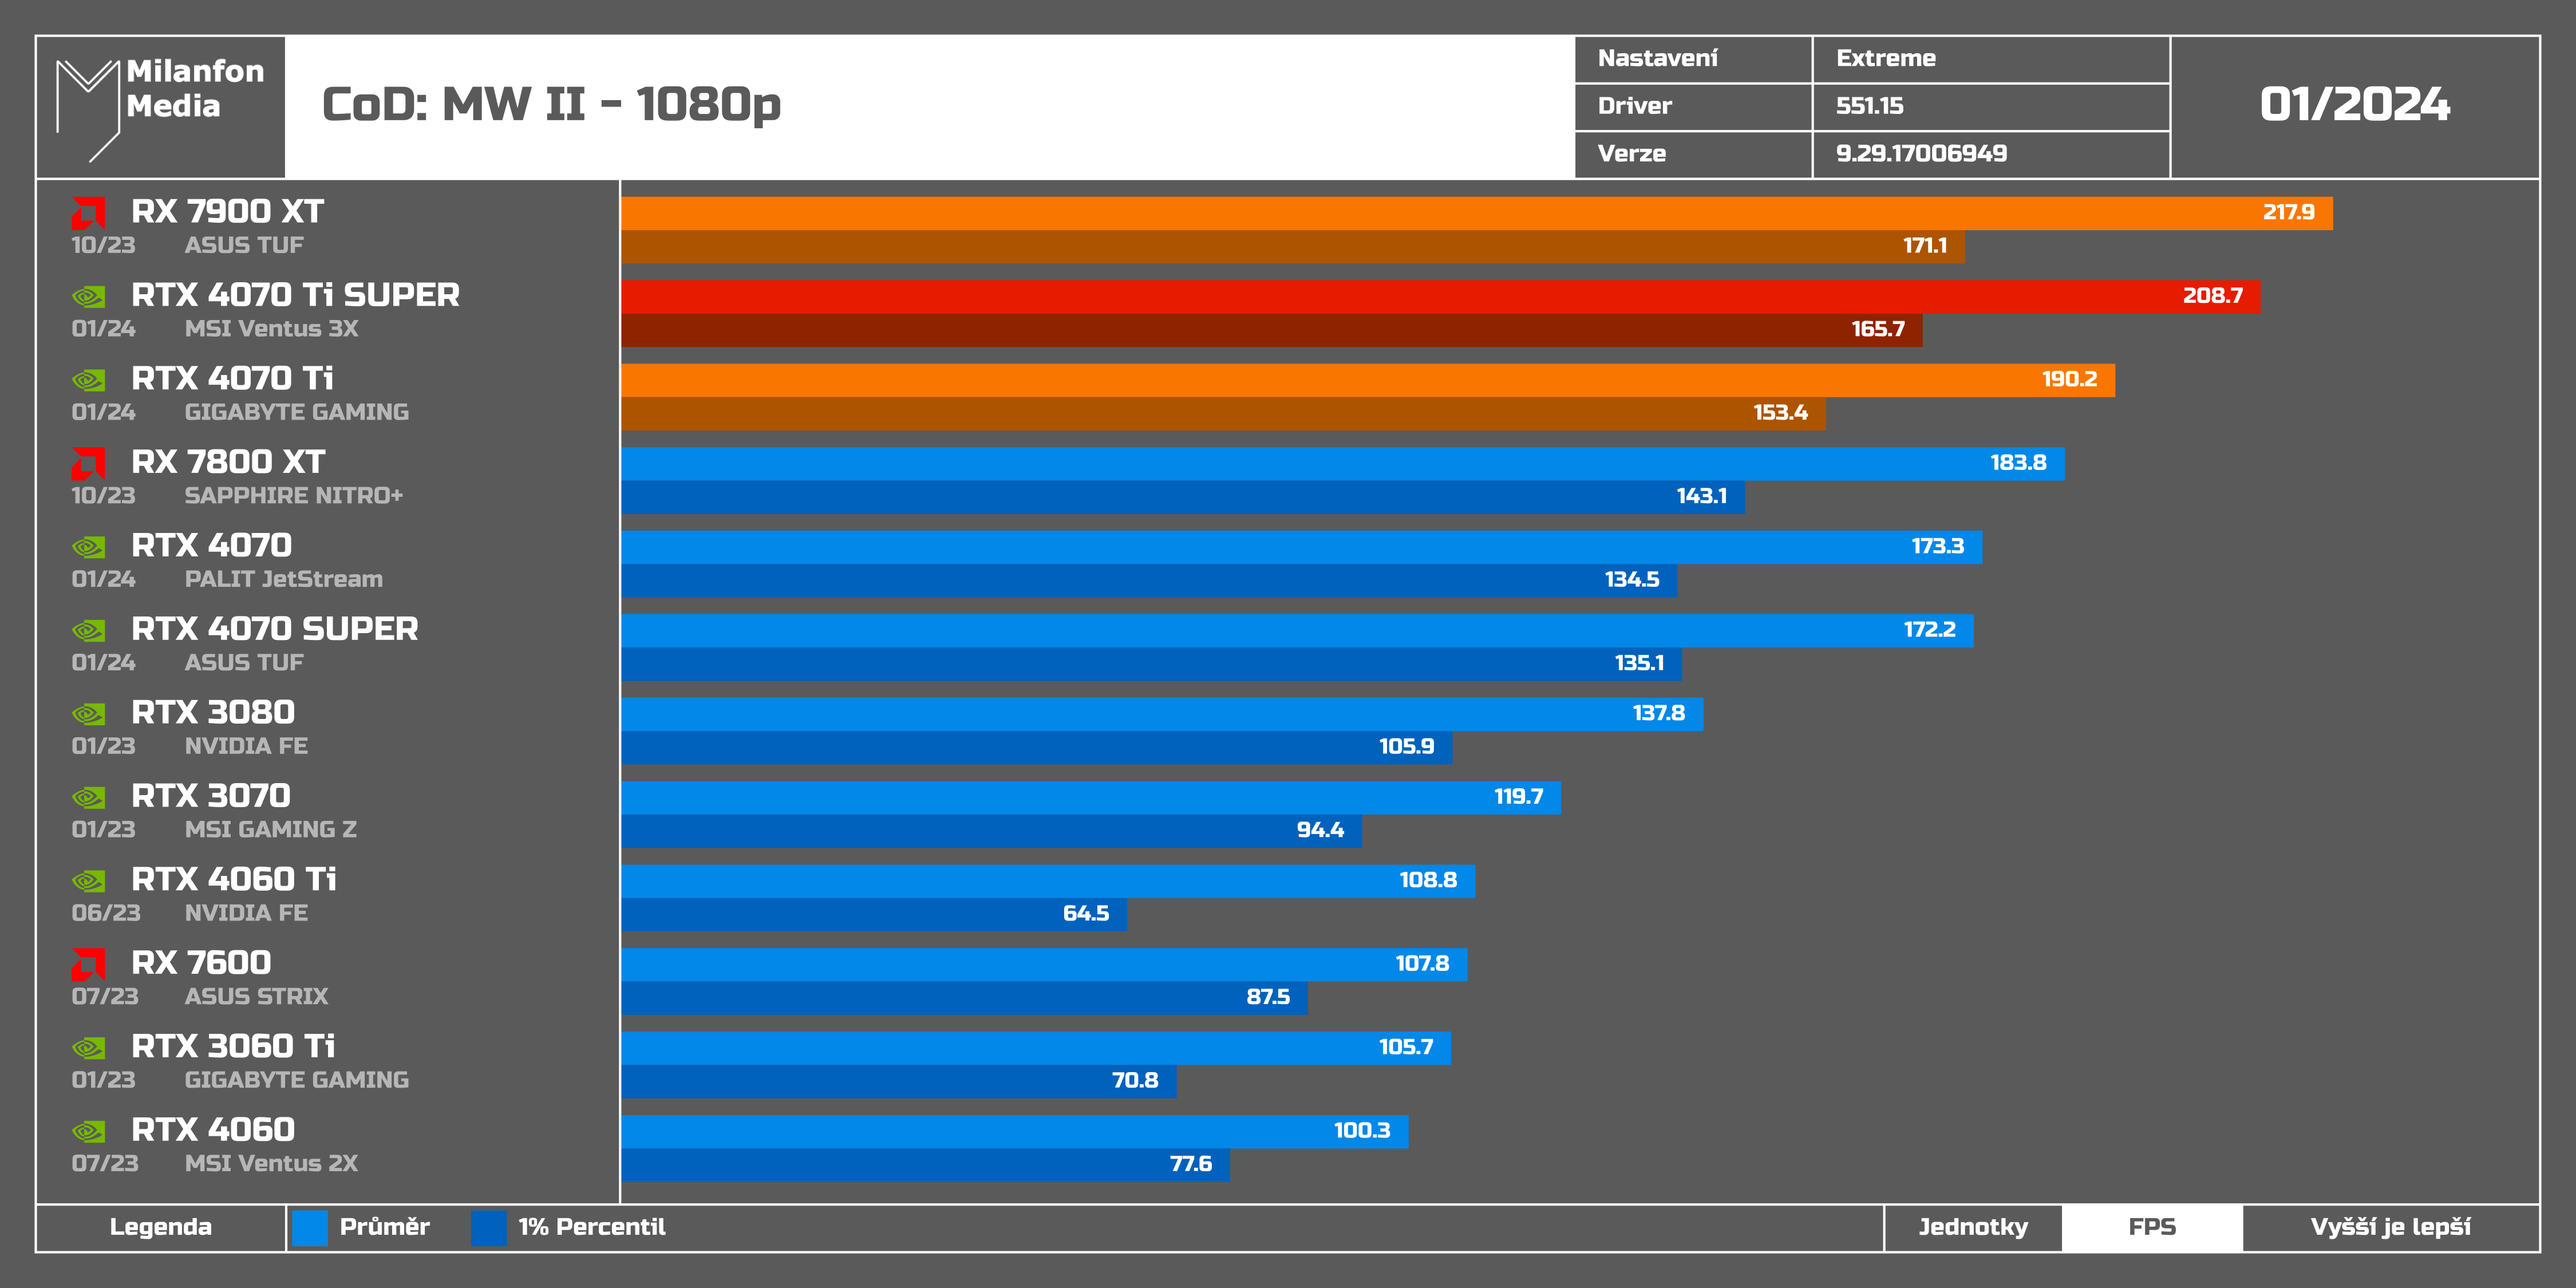 Milanfon
Media
CoD: MW II - 1080p
Nastavení Extreme
Driver 551.15
Verze 9.29.17006949
01/2024
RX 7900 XT
10/23 ASUS TUF
217.9
171.1
RTX 4070 Ti SUPER
01/24 MSI Ventus 3X
208.7
165.7
RTX 4070 Ti
01/24 GIGABYTE GAMING
190.2
153.4
RX 7800 XT
10/23 SAPPHIRE NITRO+
183.8
143.1
RTX 4070
01/24 PALIT JetStream
173.3
134.5
RTX 4070 SUPER
01/24 ASUS TUF
172.2
135.1
RTX 3080
01/23 NVIDIA FE
137.8
105.9
RTX 3070
01/23 MSI GAMING Z
119.7
94.4
RTX 4060 Ti
06/23 NVIDIA FE
108.8
64.5
RX 7600
07/23 ASUS STRIX
107.8
87.5
RTX 3060 Ti
01/23 GIGABYTE GAMING
105.7
70.8
RTX 4060
07/23 MSI Ventus 2X
100.3
77.6
Legenda Průměr 1% Percentil Jednotky FPS Vyšší je lepší